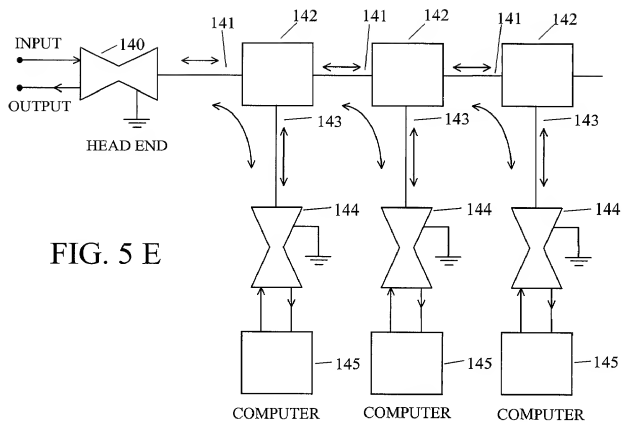 141 142 141 142 141 142
INPUT 140
OUTPUT
HEAD END
143 143 143
144 144 144
FIG. 5 E
145 145 145
COMPUTER COMPUTER COMPUTER